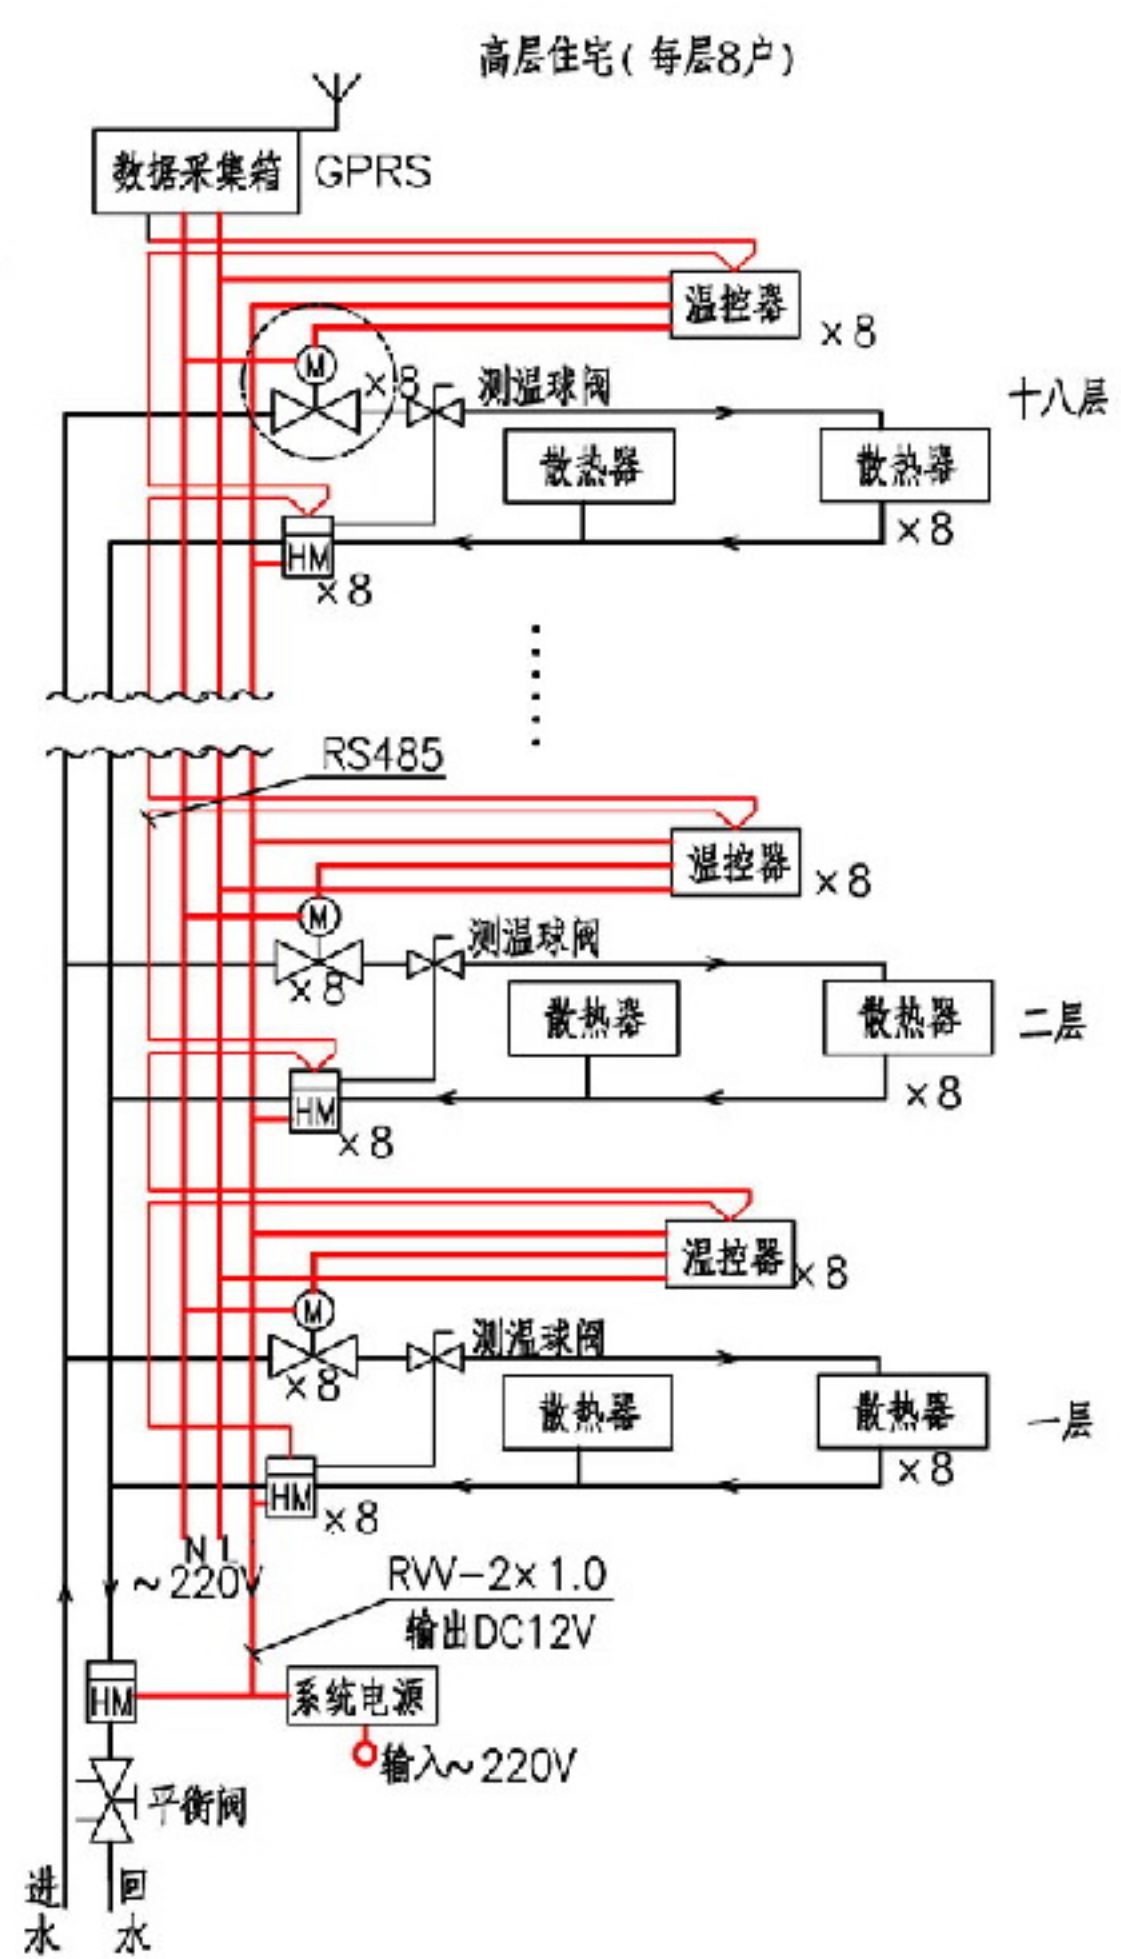 高层住宅(每层8户)
数据采集箱 GPRS
温控器
×8
M
×8
测温球阀
十八层
散热器
散热器
×8
HM
×8
RS485
温控器
×8
M
测温球阀
×8
散热器
散热器
二层
×8
HM
×8
温控器
×8
M
测温球阀
×8
散热器
散热器
一层
×8
HM
×8
N L
~220V
RVV-2×1.0
输出DC12V
HM
系统电源
输入~220V
平衡阀
进水
回水